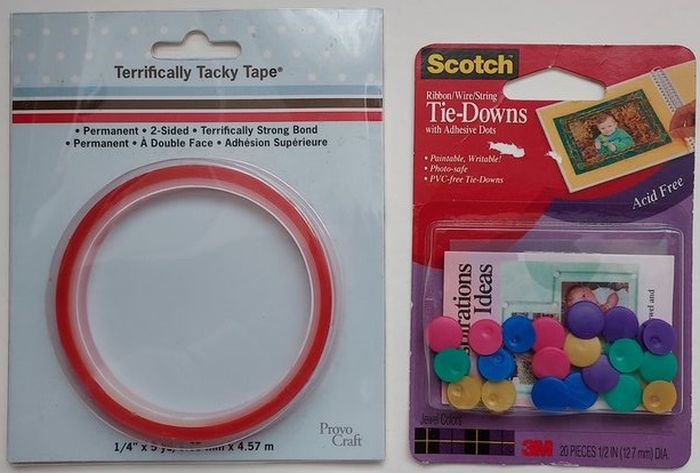 Terrifically Tacky Tape®
• Permanent • 2-Sided • Terrifically Strong Bond
• Permanent • À Double Face • Adhésion Supérieure
Provo
Craft
1/4" x 5 mm x 4.57 m
Scotch
Ribbon/Wire/String
Tie-Downs
with Adhesive Dots
• Paintable, Writable!
• Photo-safe
• PVC-free Tie-Downs
Acid Free
Ideas
Jewel Colors
3M 20 PIECES 1/2 IN (12.7 mm) DIA.